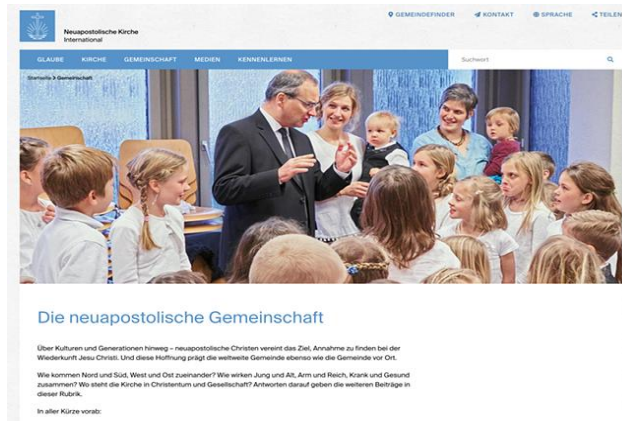 Neuapostolische Kirche
International
GEMEINDEFINDER KONTAKT SPRACHE TEILEN
GLAUBE KIRCHE GEMEINSCHAFT MEDIEN KENNENLERNEN
Suchwort
Startseite > Gemeinschaft
Die neuapostolische Gemeinschaft
Über Kulturen und Generationen hinweg – neuapostolische Christen vereint das Ziel, Annahme zu finden bei der
Wiederkunft Jesu Christi. Und diese Hoffnung prägt die weltweite Gemeinde ebenso wie die Gemeinde vor Ort.
Wie kommen Nord und Süd, West und Ost zueinander? Wie wirken Jung und Alt, Arm und Reich, Krank und Gesund
zusammen? Wo steht die Kirche in Christentum und Gesellschaft? Antworten darauf geben die weiteren Beiträge in
dieser Rubrik.
In aller Kürze vorab: